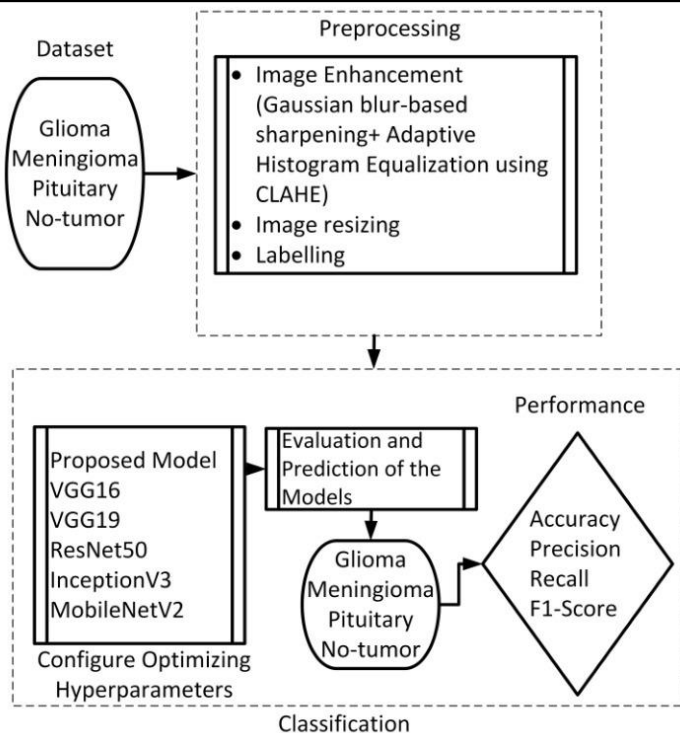 Dataset
Glioma
Meningioma
Pituitary
No-tumor
Preprocessing
• Image Enhancement
(Gaussian blur-based
sharpening+ Adaptive
Histogram Equalization using
CLAHE)
• Image resizing
• Labelling
Proposed Model
VGG16
VGG19
ResNet50
InceptionV3
MobileNetV2
Configure Optimizing
Hyperparameters
Evaluation and
Prediction of the
Models
Glioma
Meningioma
Pituitary
No-tumor
Performance
Accuracy
Precision
Recall
F1-Score
Classification